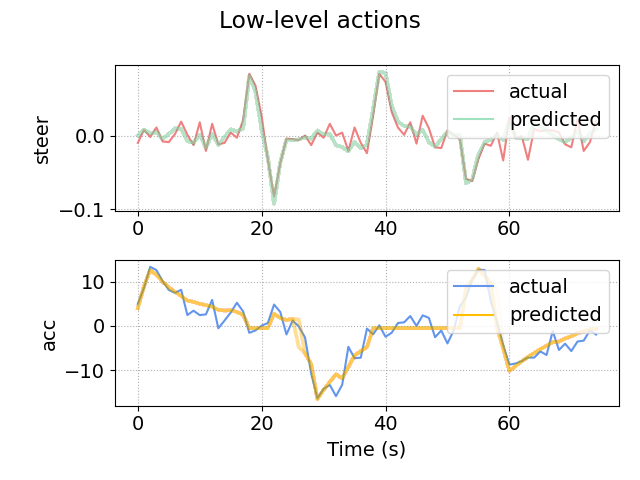 Low-level actions
steer
0.0
−0.1
actual
predicted
0
20
40
60
acc
10
0
−10
actual
predicted
0
20
40
60
Time (s)